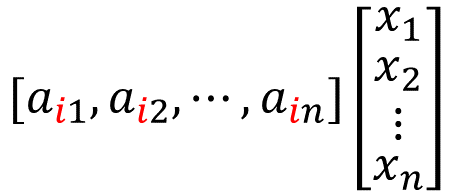 [a_{i1}, a_{i2}, ⋯, a_{in}] [x_1 x_2 ⋮ x_n]